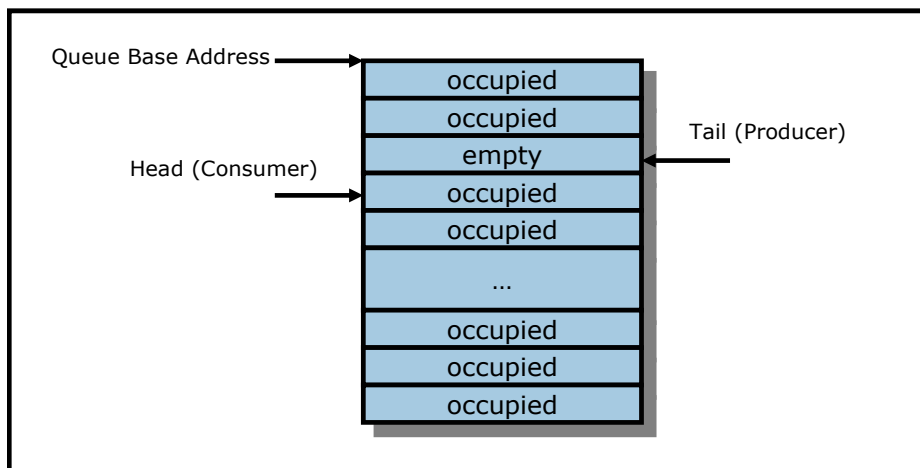 Queue Base Address
occupied
occupied
Tail (Producer)
empty
Head (Consumer)
occupied
occupied
...
occupied
occupied
occupied